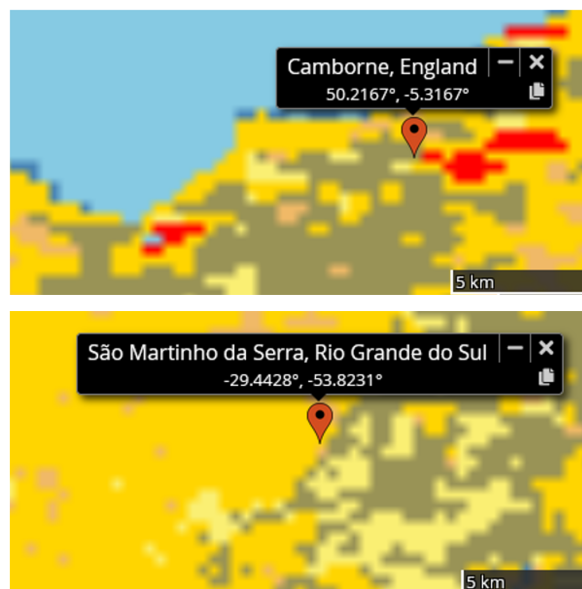 Camborne, England
50.2167°, -5.3167°
5 km
São Martinho da Serra, Rio Grande do Sul
-29.4428°, -53.8231°
5 km